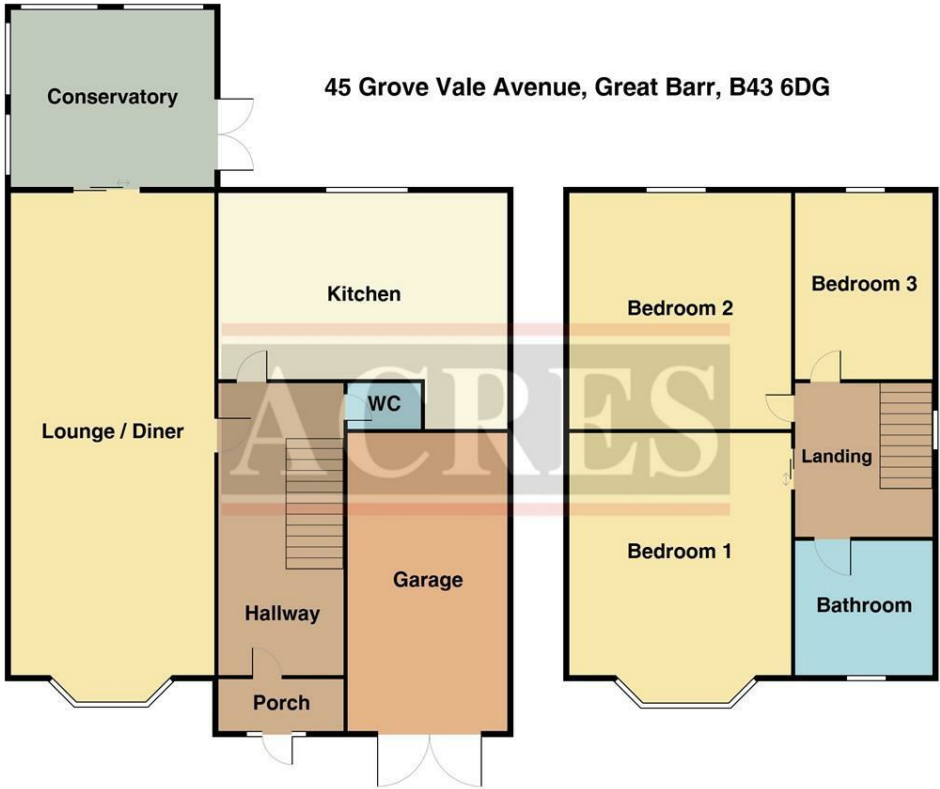 45 Grove Vale Avenue, Great Barr, B43 6DG
Conservatory
Kitchen
Lounge / Diner
WC
Hallway
Garage
Porch
Bedroom 2
Bedroom 3
Landing
Bedroom 1
Bathroom
ACRES